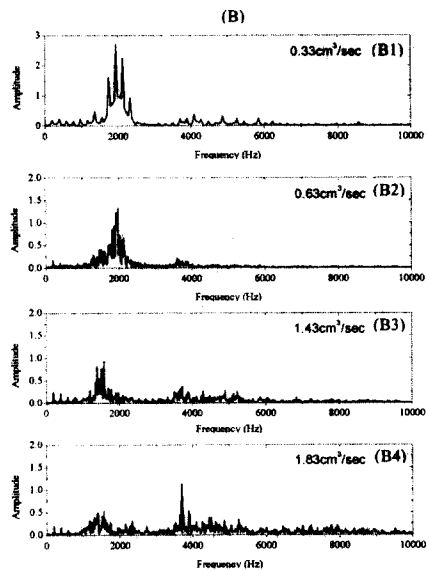 (B)
3
2
1
0
Amplitude
0.33cm³/sec (B1)
0 2000 4000 6000 8000 10000
Frequency (Hz)
2.0
1.5
1.0
0.5
0.0
Amplitude
0.63cm³/sec (B2)
0 2000 4000 6000 8000 10000
Frequency (Hz)
2.0
1.5
1.0
0.5
0.0
Amplitude
1.43cm³/sec (B3)
0 2000 4000 6000 8000 10000
Frequency (Hz)
2.0
1.5
1.0
0.5
0.0
Amplitude
1.83cm³/sec (B4)
0 2000 4000 6000 8000 10000
Frequency (Hz)